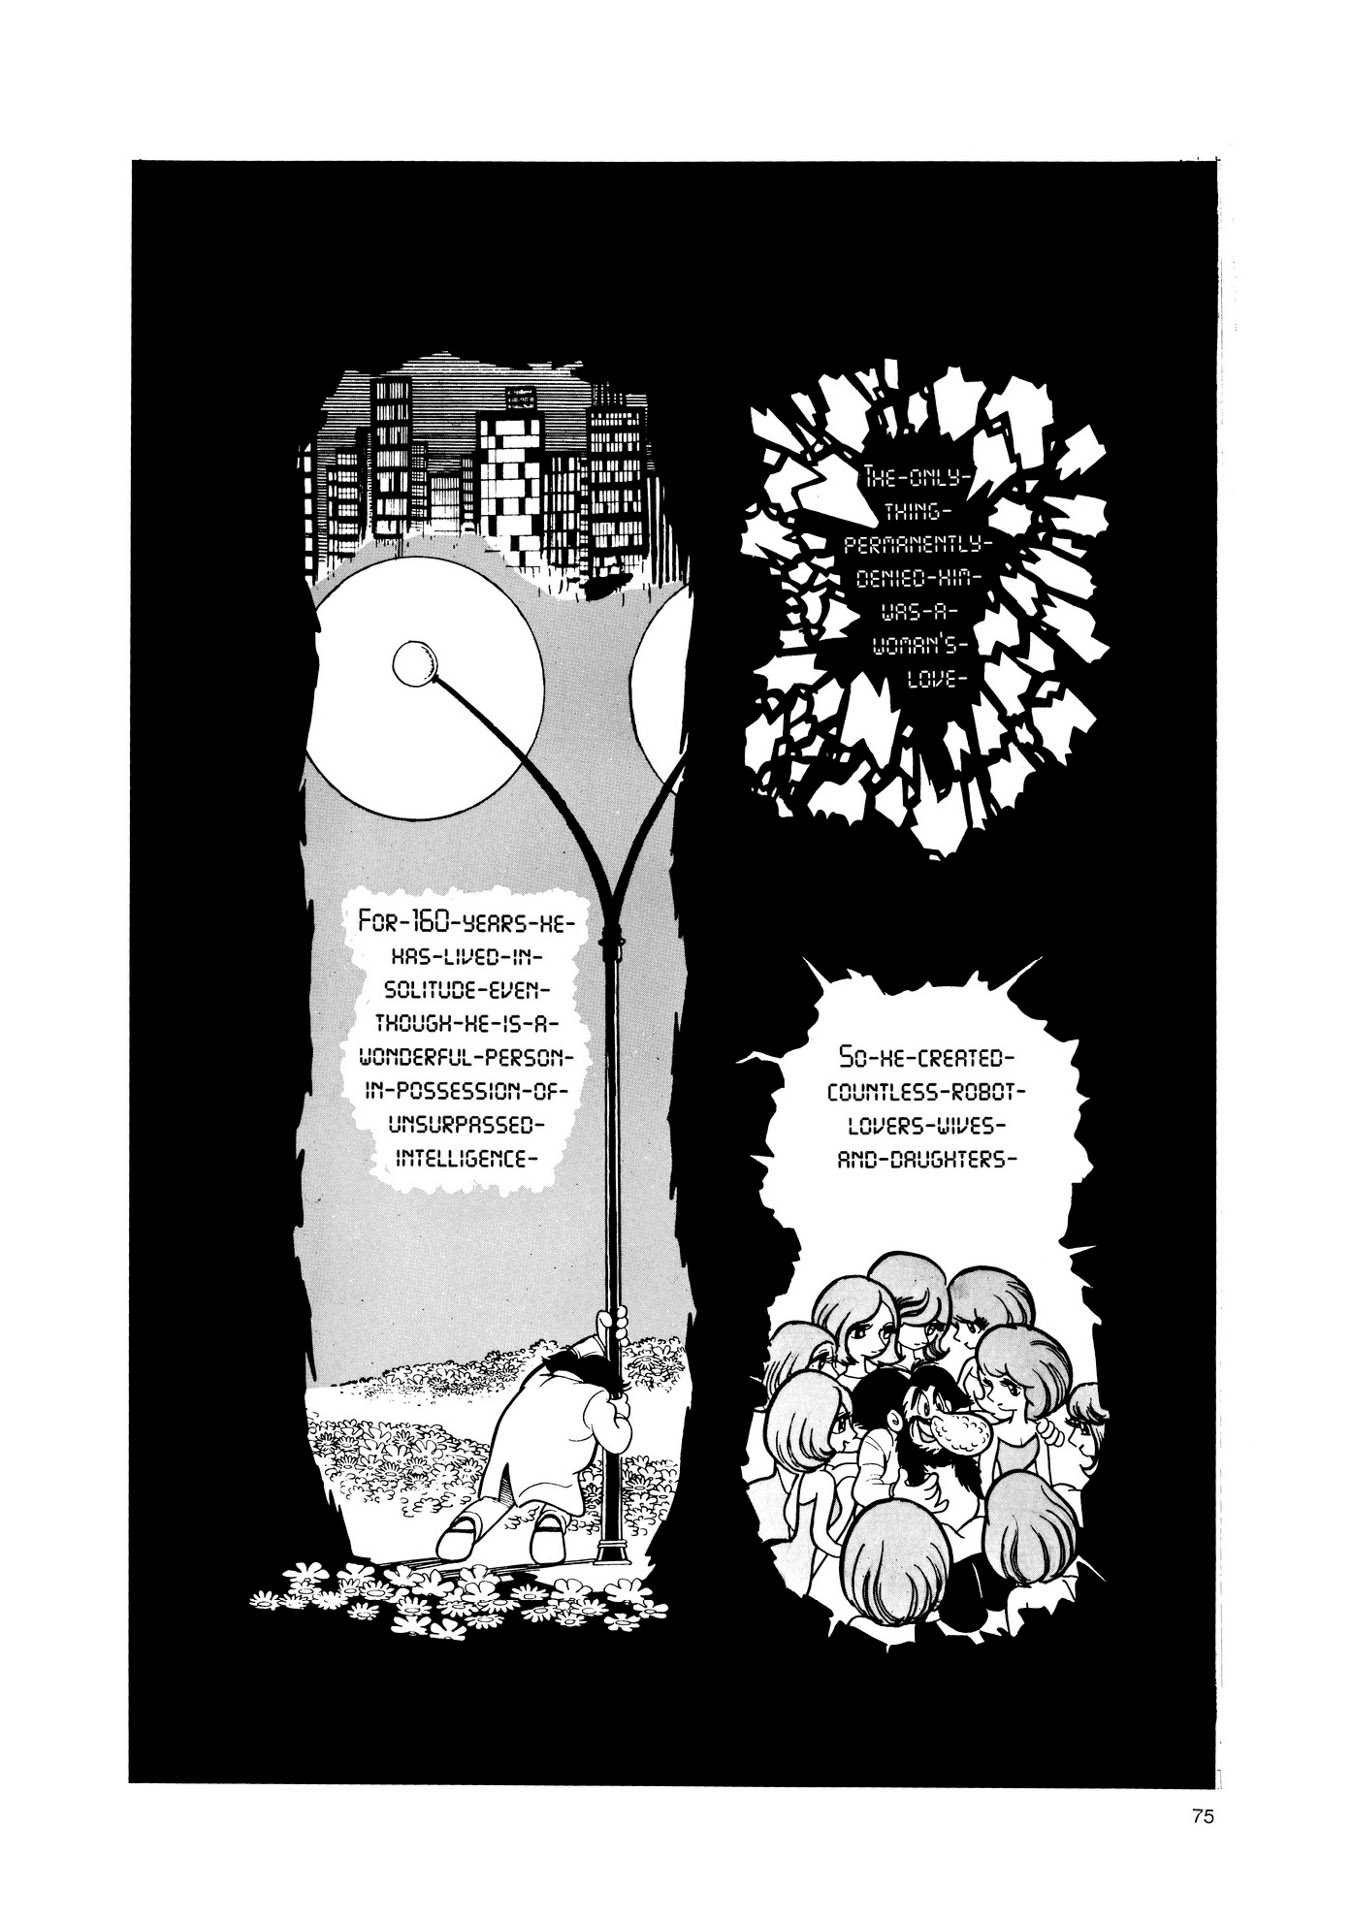 The-only-
thing-
permanently-
denied-him-
was-a-
woman's-
love-
For-160-years-he-
has-lived-in-
solitude-even-
though-he-is-a-
wonderful-person-
in-possession-of-
unsurpassed-
intelligence-
So-he-created-
countless-robot-
lovers-wives-
and-daughters-
75